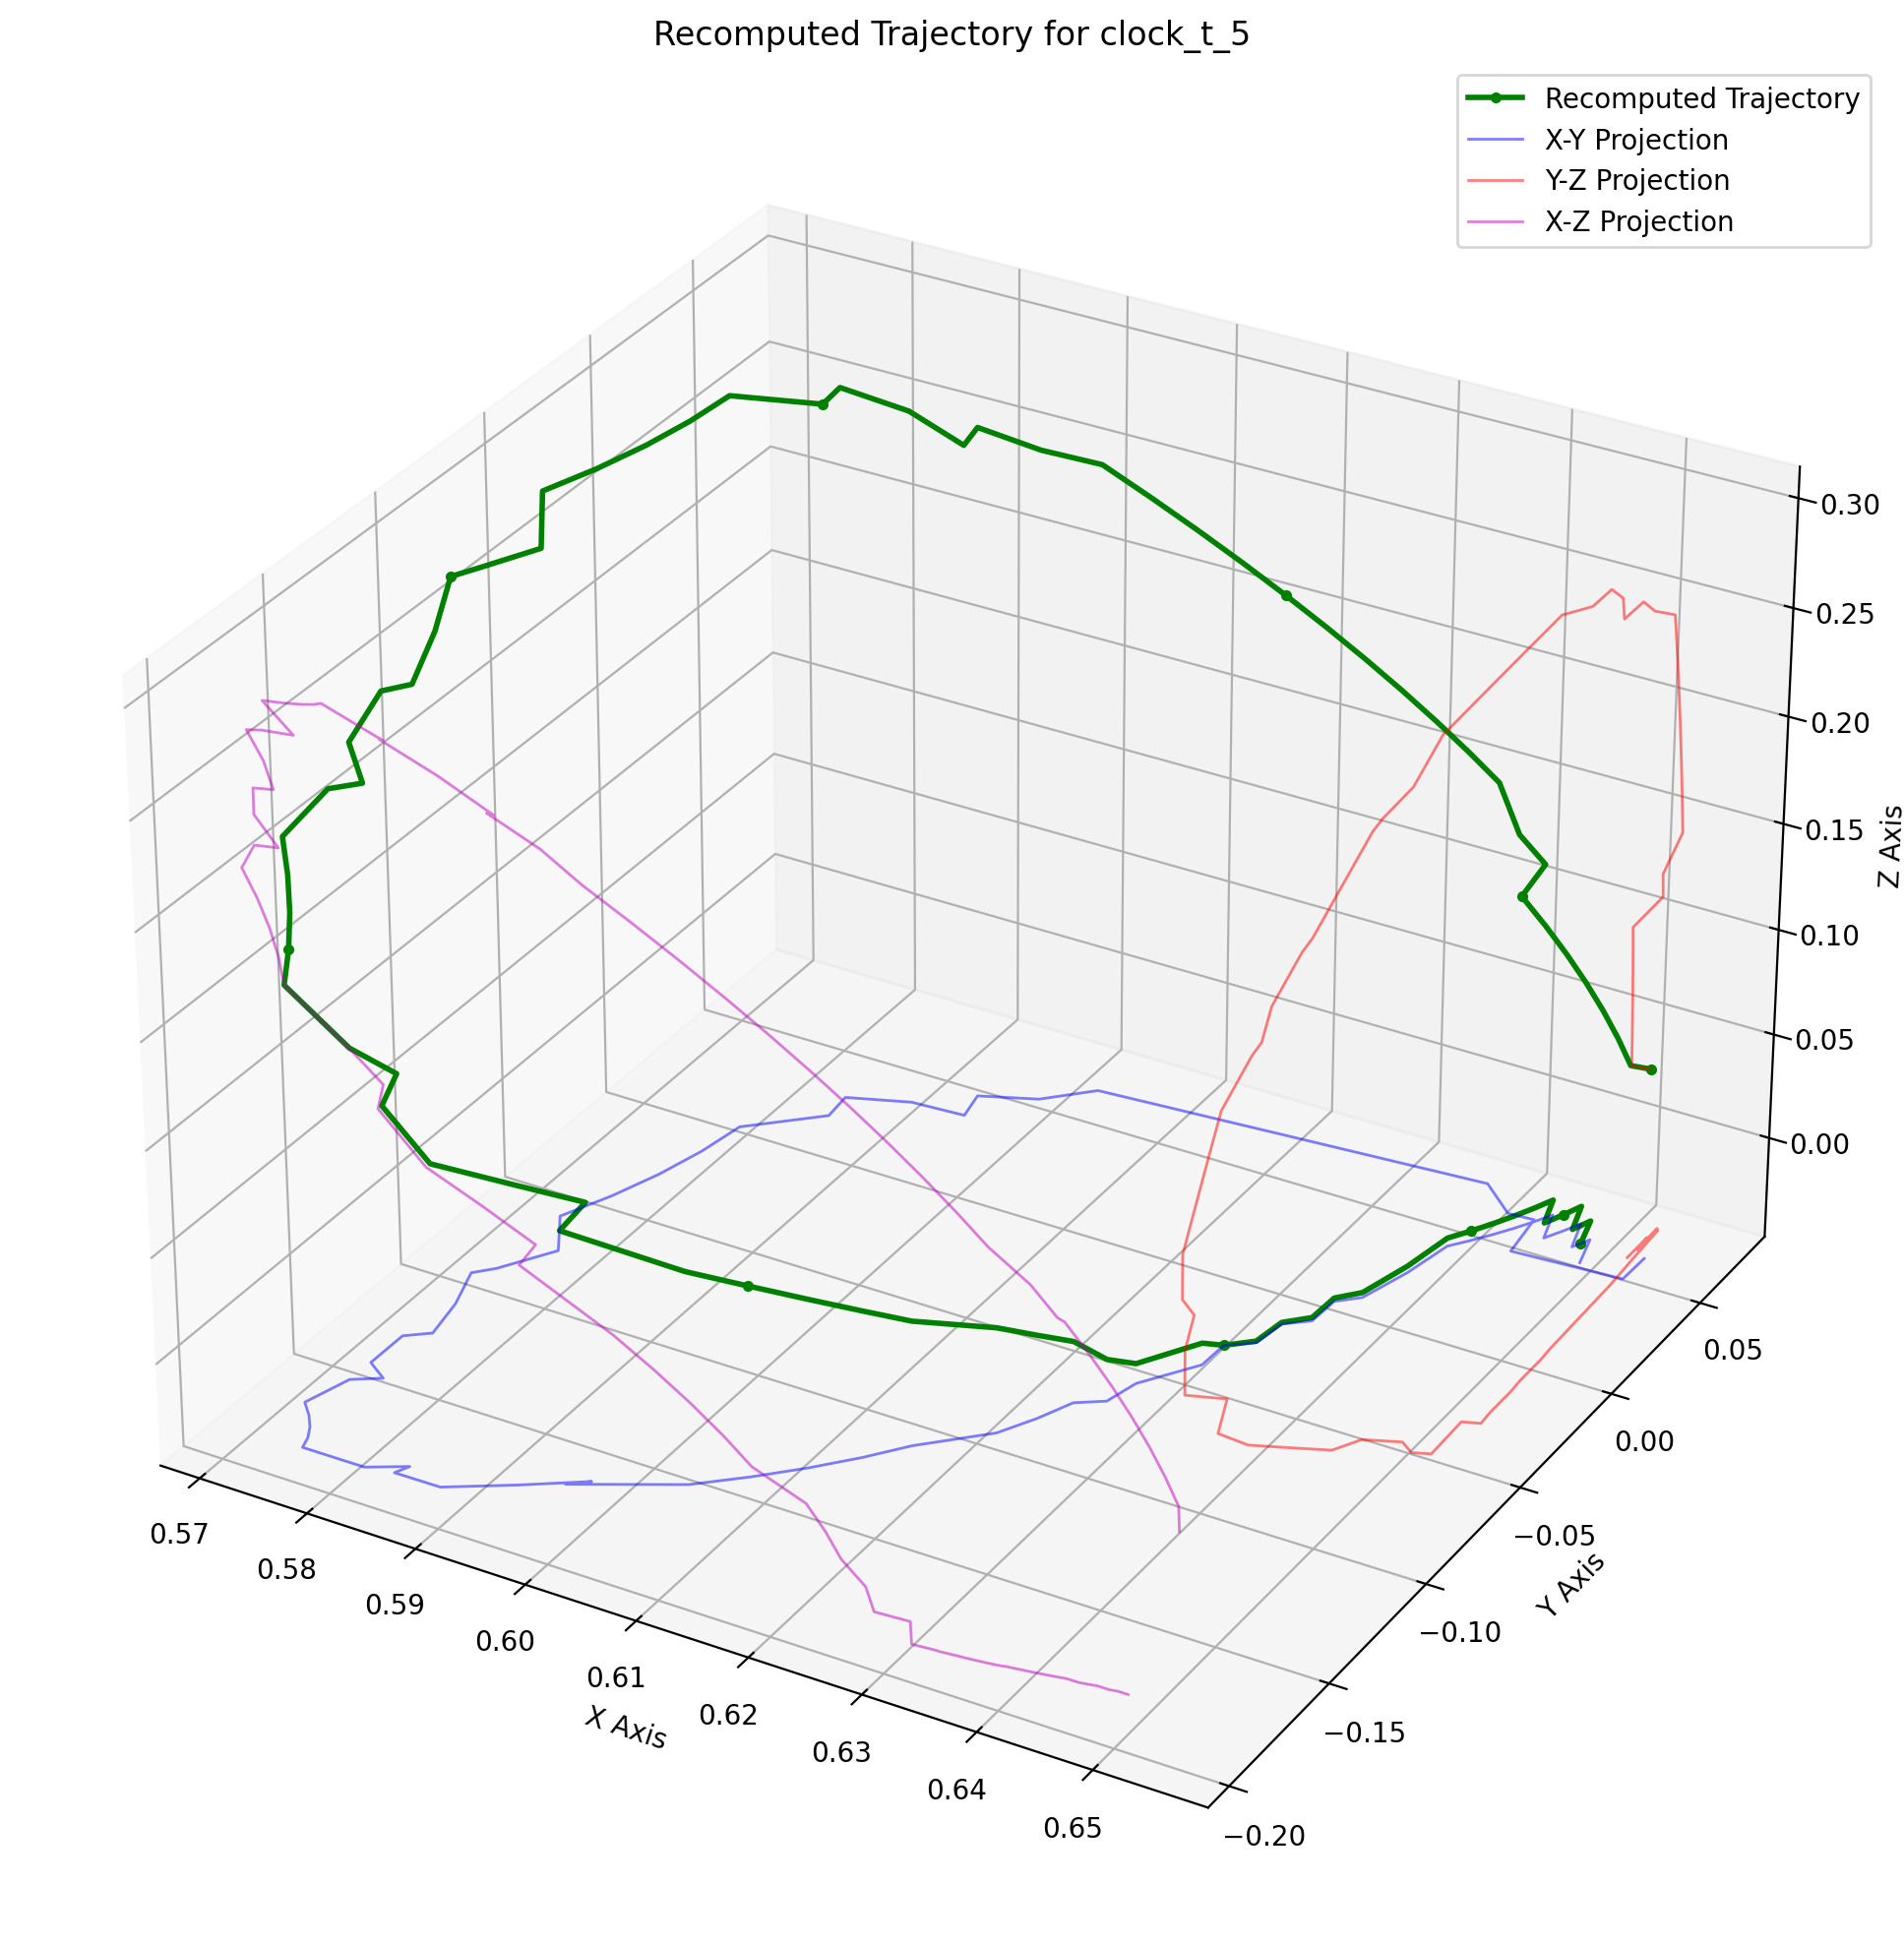 Recomputed Trajectory for clock_t_5
Recomputed Trajectory
X-Y Projection
Y-Z Projection
X-Z Projection
0.30
0.25
0.20
0.15
0.10
0.05
0.00
Z Axis
0.05
0.00
−0.05
−0.10
−0.15
−0.20
Y Axis
0.57
0.58
0.59
0.60
0.61
0.62
0.63
0.64
0.65
X Axis